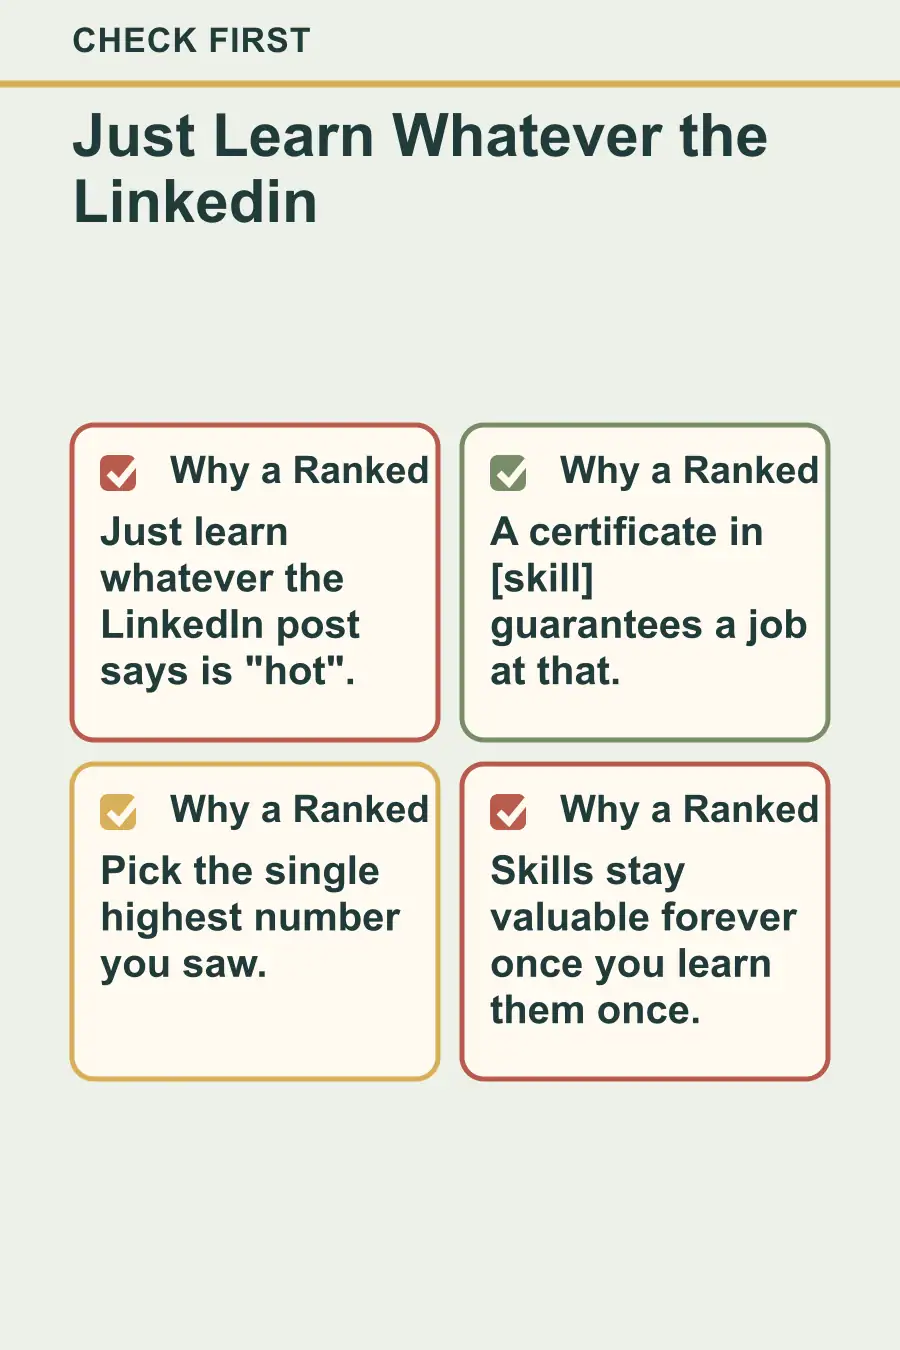 CHECK FIRST
Just Learn Whatever the
Linkedin
Why a Ranked
Just learn
whatever the
LinkedIn post
says is "hot".
Why a Ranked
A certificate in
[skill]
guarantees a job
at that.
Why a Ranked
Pick the single
highest number
you saw.
Why a Ranked
Skills stay
valuable forever
once you learn
them once.